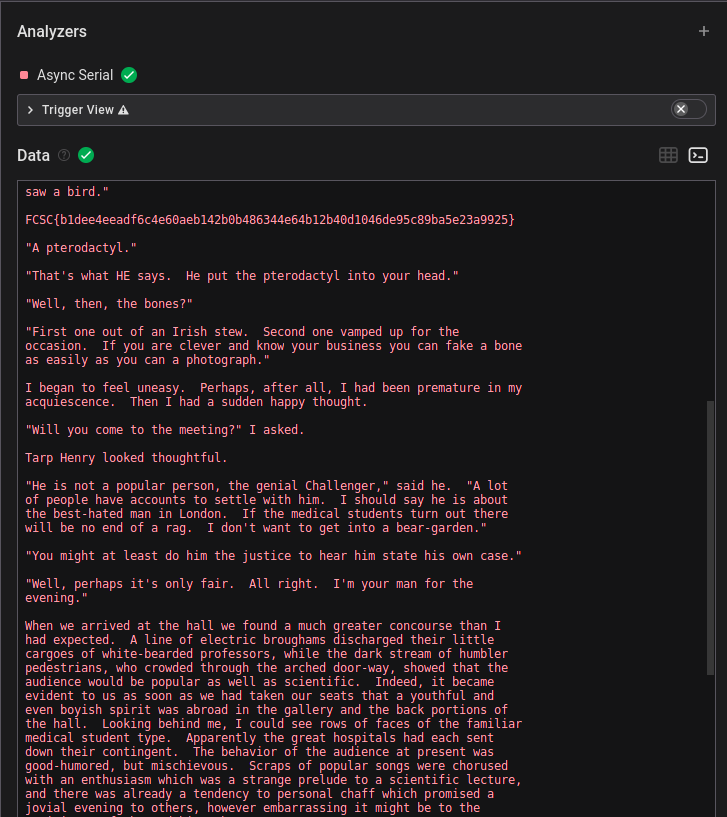 Analyzers
Async Serial
Trigger View
Data
saw a bird."
FCSC{b1dee4eeadf6c4e60aeb142b0b486344e64b12b40d1046de95c89ba5e23a9925}
"A pterodactyl."
"That's what HE says.  He put the pterodactyl into your head."
"Well, then, the bones?"
"First one out of an Irish stew.  Second one vamped up for the
occasion.  If you are clever and know your business you can fake a bone
as easily as you can a photograph."
I began to feel uneasy.  Perhaps, after all, I had been premature in my
acquiescence.  Then I had a sudden happy thought.
"Will you come to the meeting?" I asked.
Tarp Henry looked thoughtful.
"He is not a popular person, the genial Challenger," said he.  "A lot
of people have accounts to settle with him.  I should say he is about
the best-hated man in London.  If the medical students turn out there
will be no end of a rag.  I don't want to get into a bear-garden."
"You might at least do him the justice to hear him state his own case."
"Well, perhaps it's only fair.  All right.  I'm your man for the
evening."
When we arrived at the hall we found a much greater concourse than I
had expected.  A line of electric broughams discharged their little
cargoes of white-bearded professors, while the dark stream of humbler
pedestrians, who crowded through the arched door-way, showed that the
audience would be popular as well as scientific.  Indeed, it became
evident to us as soon as we had taken our seats that a youthful and
even boyish spirit was abroad in the gallery and the back portions of
the hall.  Looking behind me, I could see rows of faces of the familiar
medical student type.  Apparently the great hospitals had each sent
down their contingent.  The behavior of the audience at present was
good-humored, but mischievous.  Scraps of popular songs were chorused
with an enthusiasm which was a strange prelude to a scientific lecture,
and there was already a tendency to personal chaff which promised a
jovial evening to others, however embarrassing it might be to the